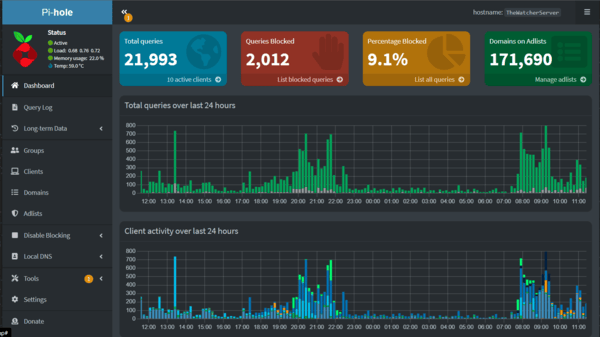 Pi-hole
hostname: TheWatcherServer
Status
Active
Load: 0.68 0.76 0.72
Memory usage: 22.0 %
Temp: 59.0 °C
Total queries
21,993
10 active clients
Queries Blocked
2,012
List blocked queries
Percentage Blocked
9.1%
List all queries
Domains on Adlists
171,690
Manage adlists
Dashboard
Query Log
Long-term Data
Groups
Clients
Domains
Adlists
Disable Blocking
Local DNS
Tools
1
Settings
Donate
1
Total queries over last 24 hours
800
700
600
500
400
300
200
100
0
12:00 13:00 14:00 15:00 16:00 17:00 18:00 19:00 20:00 21:00 22:00 23:00 00:00 01:00 02:00 03:00 04:00 05:00 06:00 07:00 08:00 09:00 10:00 11:00
Client activity over last 24 hours
800
700
600
500
400
300
200
100
0
12:00 13:00 14:00 15:00 16:00 17:00 18:00 19:00 20:00 21:00 22:00 23:00 00:00 01:00 02:00 03:00 04:00 05:00 06:00 07:00 08:00 09:00 10:00 11:00